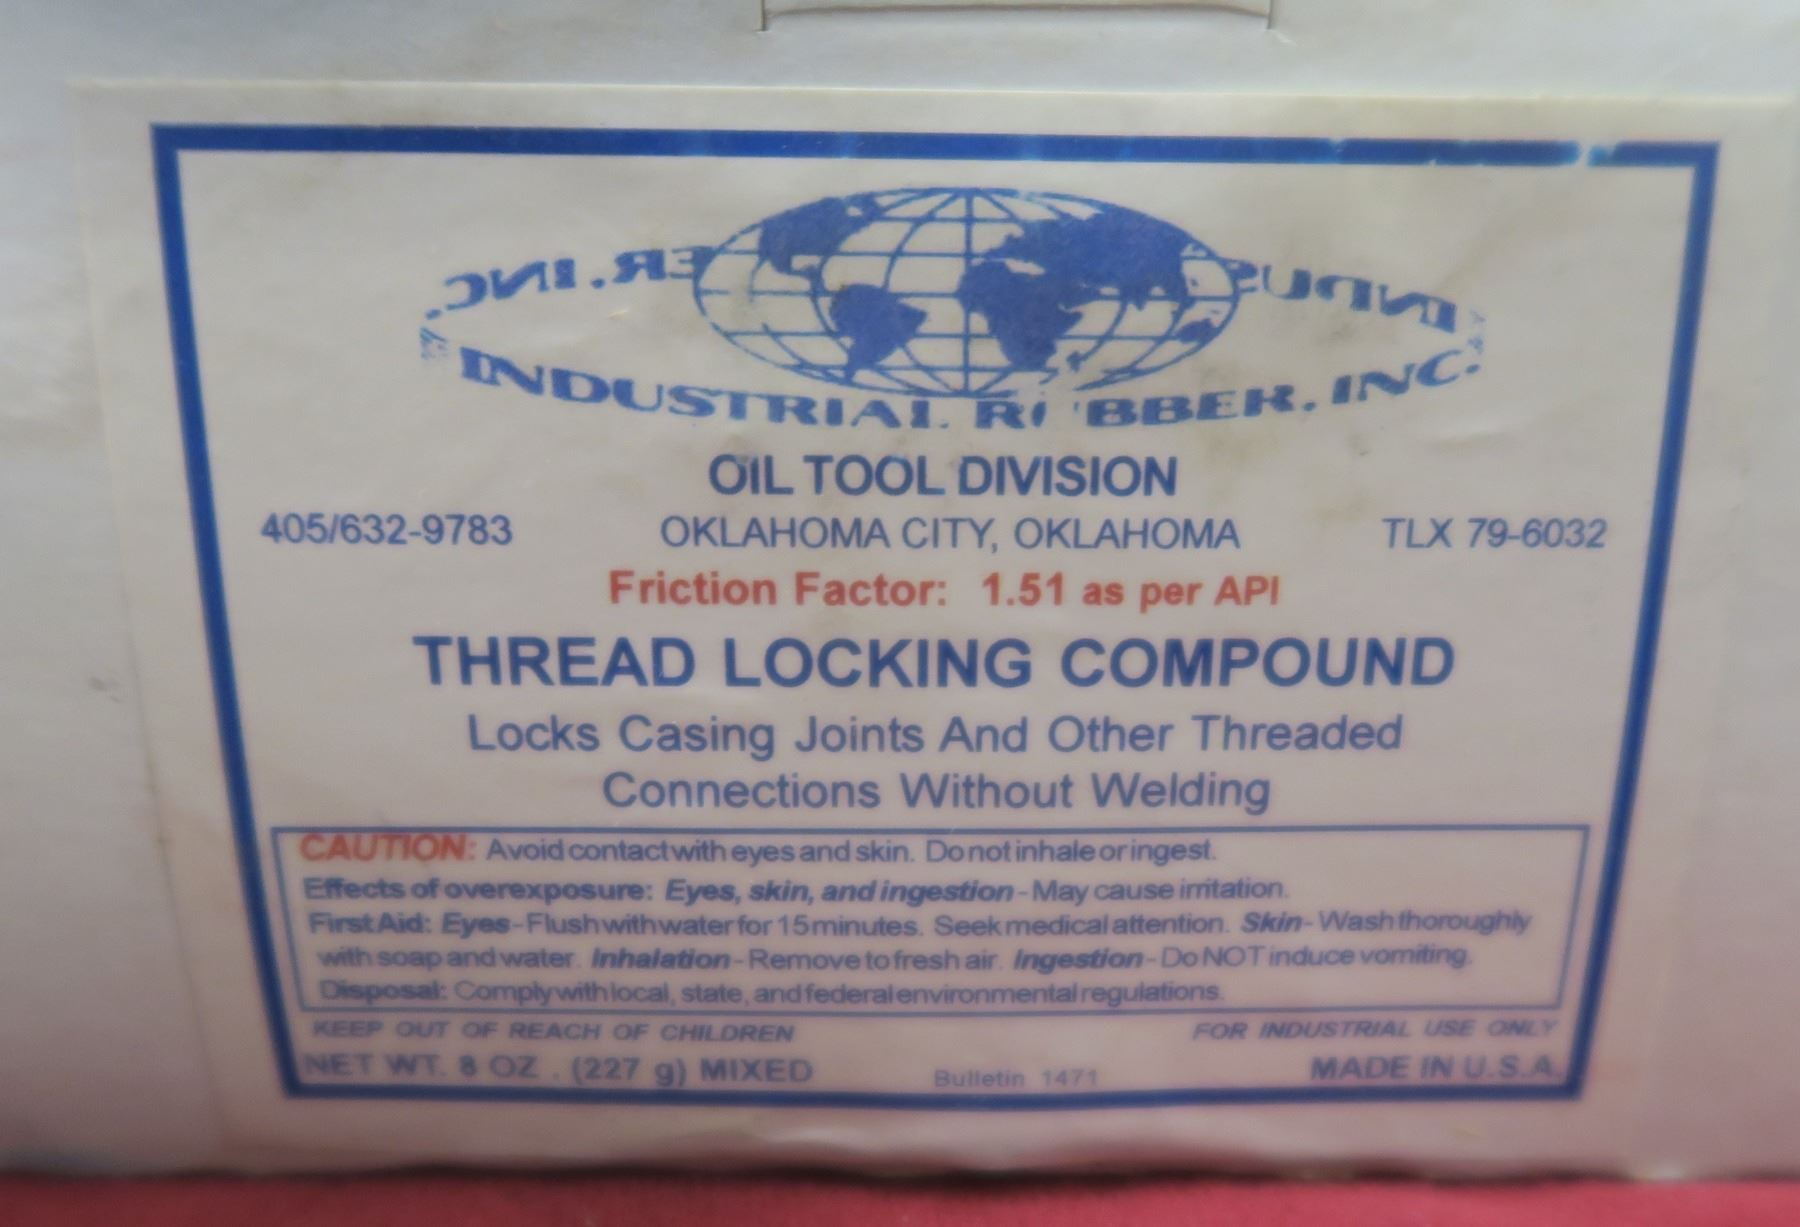 INDUSTRIAL RUBBER, INC.
OIL TOOL DIVISION
405/632-9783 OKLAHOMA CITY, OKLAHOMA TLX 79-6032
Friction Factor: 1.51 as per API
THREAD LOCKING COMPOUND
Locks Casing Joints And Other Threaded
Connections Without Welding
CAUTION: Avoid contact with eyes and skin. Do not inhale or ingest.
Effects of overexposure: Eyes, skin, and ingestion - May cause irritation.
First Aid: Eyes - Flush with water for 15 minutes. Seek medical attention. Skin - Wash thoroughly
with soap and water. Inhalation - Remove to fresh air. Ingestion - Do NOT induce vomiting.
Disposal: Comply with local, state, and federal environmental regulations.
KEEP OUT OF REACH OF CHILDREN FOR INDUSTRIAL USE ONLY
NET WT. 8 OZ. (227 g) MIXED Bulletin 1471 MADE IN U.S.A.